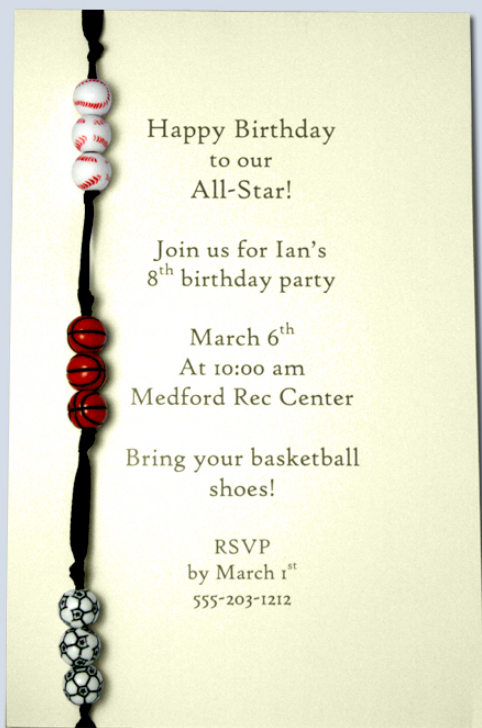 Happy Birthday
to our
All-Star!
Join us for Ian's
8th birthday party
March 6th
At 10:00 am
Medford Rec Center
Bring your basketball
shoes!
RSVP
by March 1st
555-203-1212